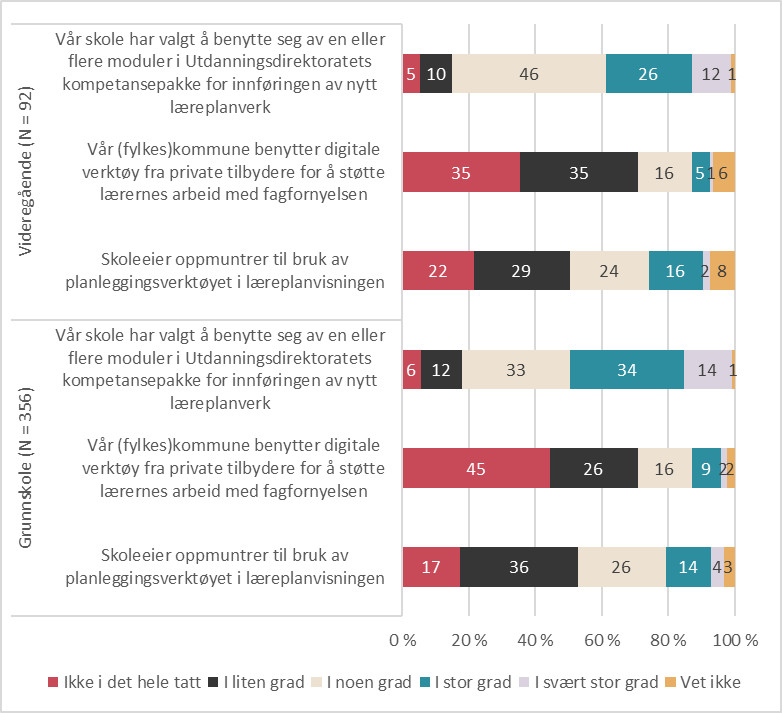 Videregående (N = 92)
Vår skole har valgt å benytte seg av en eller
flere moduler i Utdanningsdirektoratets
kompetansepakke for innføringen av nytt
læreplanverk
5 10 46 26 12 1
Vår (fylkes)kommune benytter digitale
verktøy fra private tilbydere for å støtte
lærernes arbeid med fagfornyelsen
35 35 16 5 1 6
Skoleeier oppmuntrer til bruk av
planleggingsverktøyet i læreplanvisningen
22 29 24 16 2 8
Grunnskole (N = 356)
Vår skole har valgt å benytte seg av en eller
flere moduler i Utdanningsdirektoratets
kompetansepakke for innføringen av nytt
læreplanverk
6 12 33 34 14 1
Vår (fylkes)kommune benytter digitale
verktøy fra private tilbydere for å støtte
lærernes arbeid med fagfornyelsen
45 26 16 9 2 2
Skoleeier oppmuntrer til bruk av
planleggingsverktøyet i læreplanvisningen
17 36 26 14 4 3
0 % 20 % 40 % 60 % 80 % 100 %
Ikke i det hele tatt I liten grad I noen grad I stor grad I svært stor grad Vet ikke